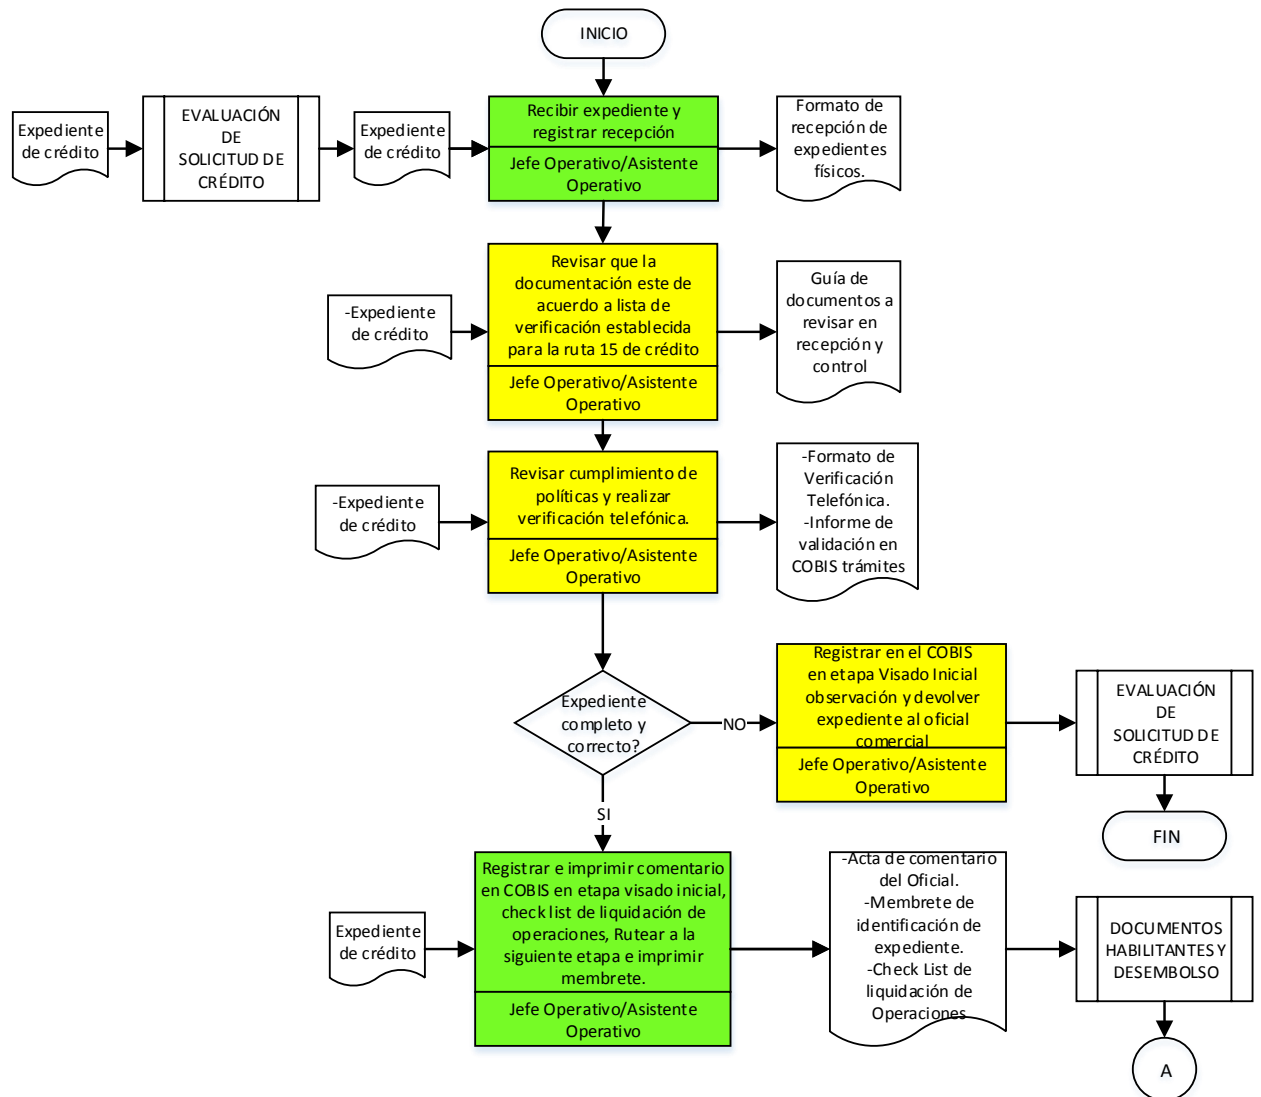 INICIO
Expediente
de crédito
EVALUACIÓN
DE
SOLICITUD DE
CRÉDITO
Expediente
de crédito
Recibir expediente y
registrar recepción
Jefe Operativo/Asistente
Operativo
Formato de
recepción de
expedientes
físicos.
-Expediente
de crédito
Revisar que la
documentación este de
acuerdo a lista de
verificación establecida
para la ruta 15 de crédito
Jefe Operativo/Asistente
Operativo
Guía de
documentos a
revisar en
recepción y
control
-Expediente
de crédito
Revisar cumplimiento de
políticas y realizar
verificación telefónica.
Jefe Operativo/Asistente
Operativo
-Formato de
Verificación
Telefónica.
-Informe de
validación en
COBIS trámites
Expediente
completo y
correcto?
NO
Registrar en el COBIS
en etapa Visado Inicial
observación y devolver
expediente al oficial
comercial
Jefe Operativo/Asistente
Operativo
EVALUACIÓN
DE
SOLICITUD DE
CRÉDITO
FIN
SI
Expediente
de crédito
Registrar e imprimir comentario
en COBIS en etapa visado inicial,
check list de liquidación de
operaciones, Rutear a la
siguiente etapa e imprimir
membrete.
Jefe Operativo/Asistente
Operativo
-Acta de comentario
del Oficial.
-Membrete de
identificación de
expediente.
-Check List de
liquidación de
Operaciones
DOCUMENTOS
HABILITANTES Y
DESEMBOLSO
A